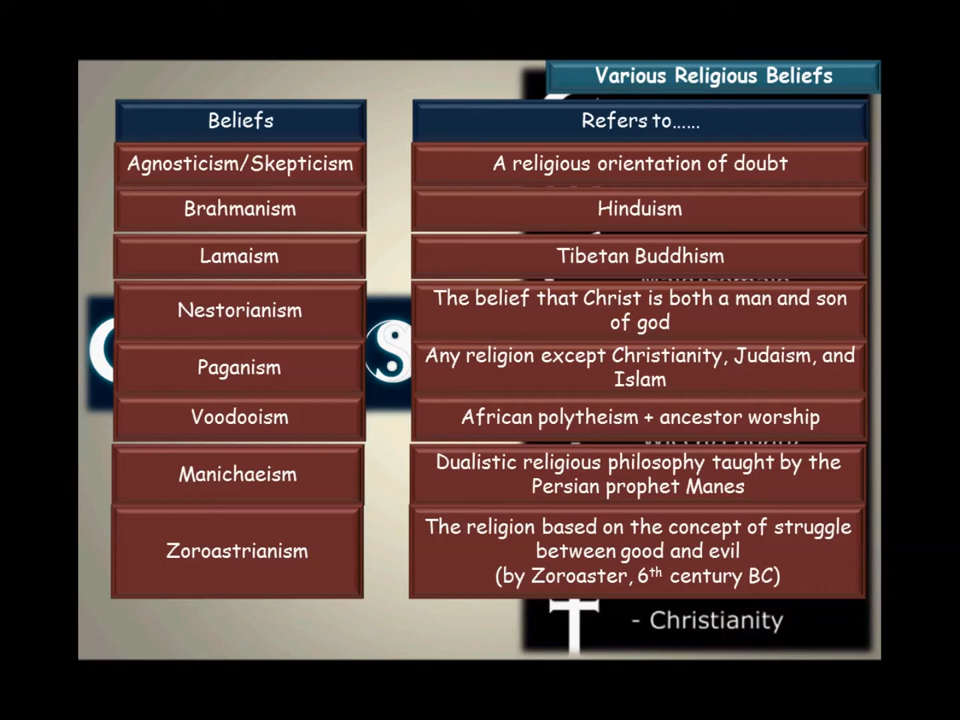 Various Religious Beliefs
Beliefs
Refers to......
Agnosticism/Skepticism
A religious orientation of doubt
Brahmanism
Hinduism
Lamaism
Tibetan Buddhism
Nestorianism
The belief that Christ is both a man and son
of god
Paganism
Any religion except Christianity, Judaism, and
Islam
Voodooism
African polytheism + ancestor worship
Manichaeism
Dualistic religious philosophy taught by the
Persian prophet Manes
Zoroastrianism
The religion based on the concept of struggle
between good and evil
(by Zoroaster, 6th century BC)
- Christianity